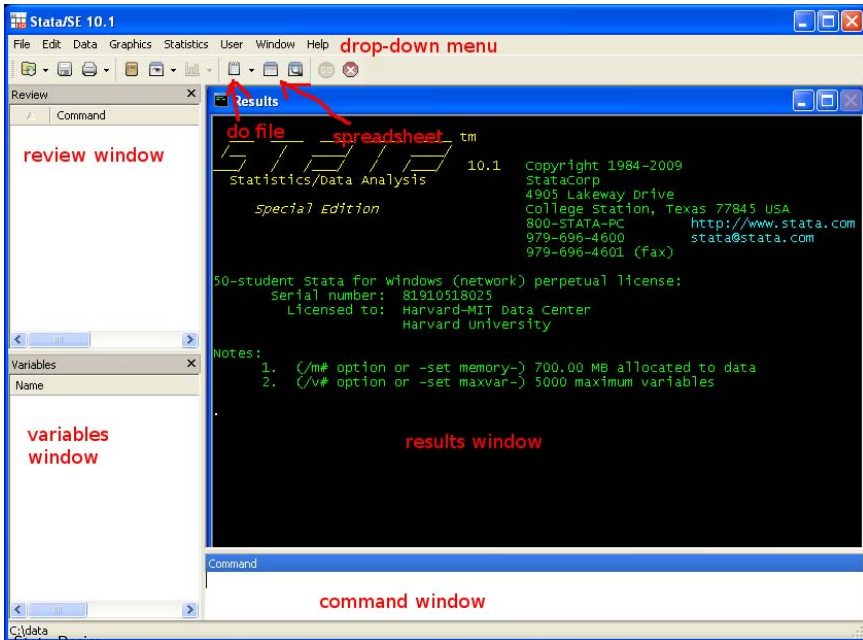 Stata/SE 10.1
File Edit Data Graphics Statistics User Window Help drop-down menu
Review
Command
review window
Results
do file
spreadsheet
tm
10.1
Statistics/Data Analysis
Special Edition
Copyright 1984-2009
StataCorp
4905 Lakeway Drive
College Station, Texas 77845 USA
800-STATA-PC http://www.stata.com
979-696-4600 stata@stata.com
979-696-4601 (fax)
50-student Stata for Windows (network) perpetual license:
Serial number: 81910518025
Licensed to: Harvard-MIT Data Center
Harvard University
Notes:
1. (/m# option or -set memory-) 700.00 MB allocated to data
2. (/v# option or -set maxvar-) 5000 maximum variables
.
results window
Variables
Name
variables
window
Command
command window
C:\data